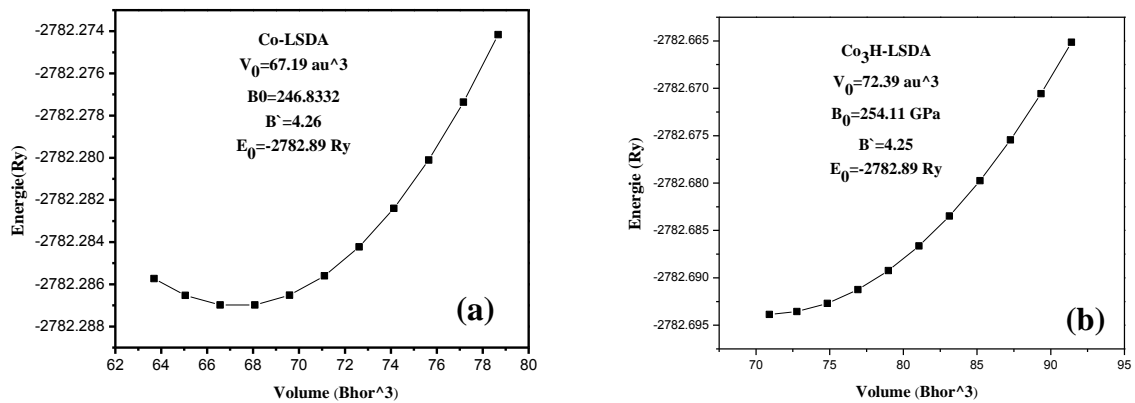 -2782.274
-2782.276
-2782.278
-2782.280
-2782.282
-2782.284
-2782.286
-2782.288
Energie(Ry)
Co-LSDA
V0=67.19 au^3
B0=246.8332
B`=4.26
E0=-2782.89 Ry
(a)
62 64 66 68 70 72 74 76 78 80
Volume (Bhor^3)
-2782.665
-2782.670
-2782.675
-2782.680
-2782.685
-2782.690
-2782.695
Energie (Ry)
Co3H-LSDA
V0=72.39 au^3
B0=254.11 GPa
B`=4.25
E0=-2782.89 Ry
(b)
70 75 80 85 90 95
Volume (Bhor^3)